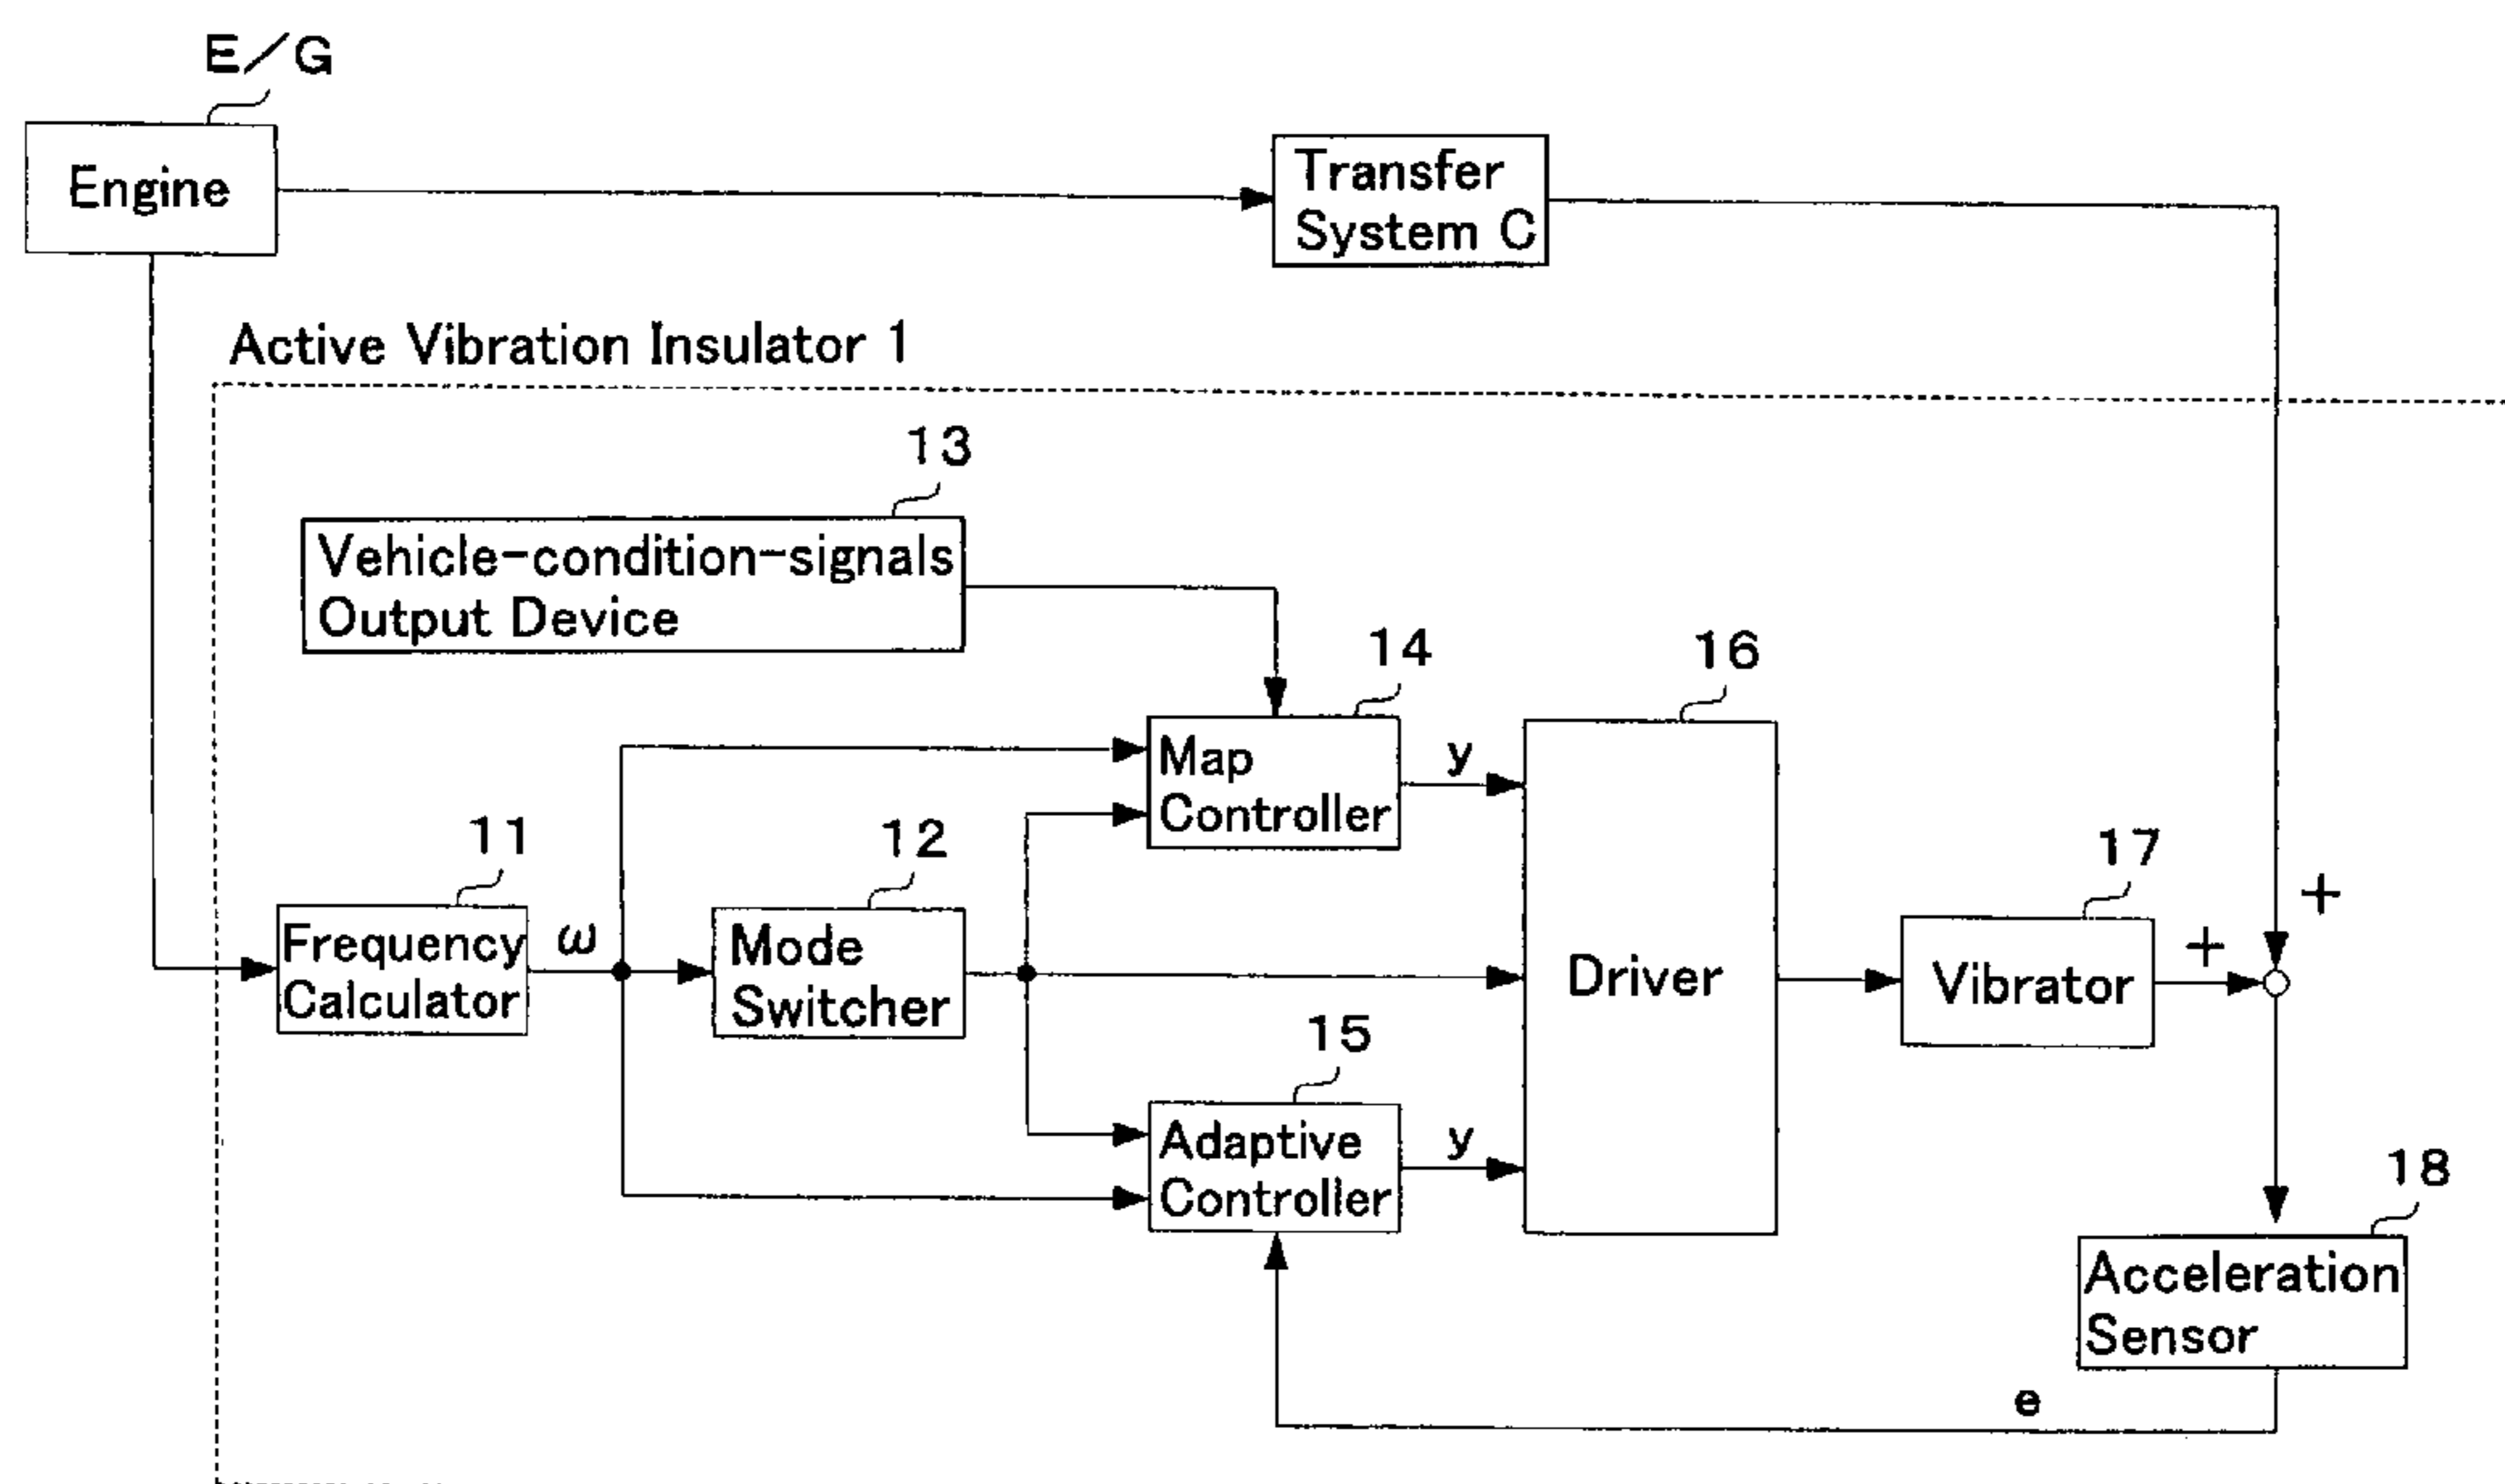 E/G
Engine
Transfer
System C
Active Vibration Insulator 1
13
Vehicle-condition-signals
Output Device
14
16
Map
Controller
y
11
12
17
+
Frequency
Calculator
ω
Mode
Switcher
Driver
Vibrator
+
15
Adaptive
Controller
y
18
Acceleration
Sensor
e